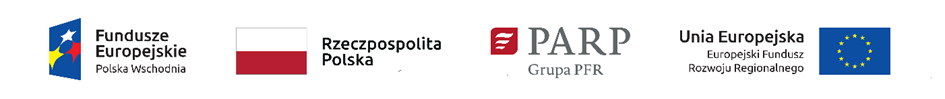 Fundusze
Europejskie
Polska Wschodnia
Rzeczpospolita
Polska
PARP
Grupa PFR
Unia Europejska
Europejski Fundusz
Rozwoju Regionalnego